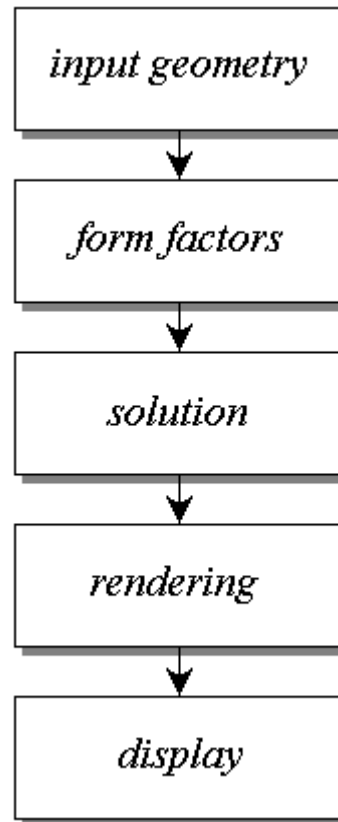 input geometry
form factors
solution
rendering
display